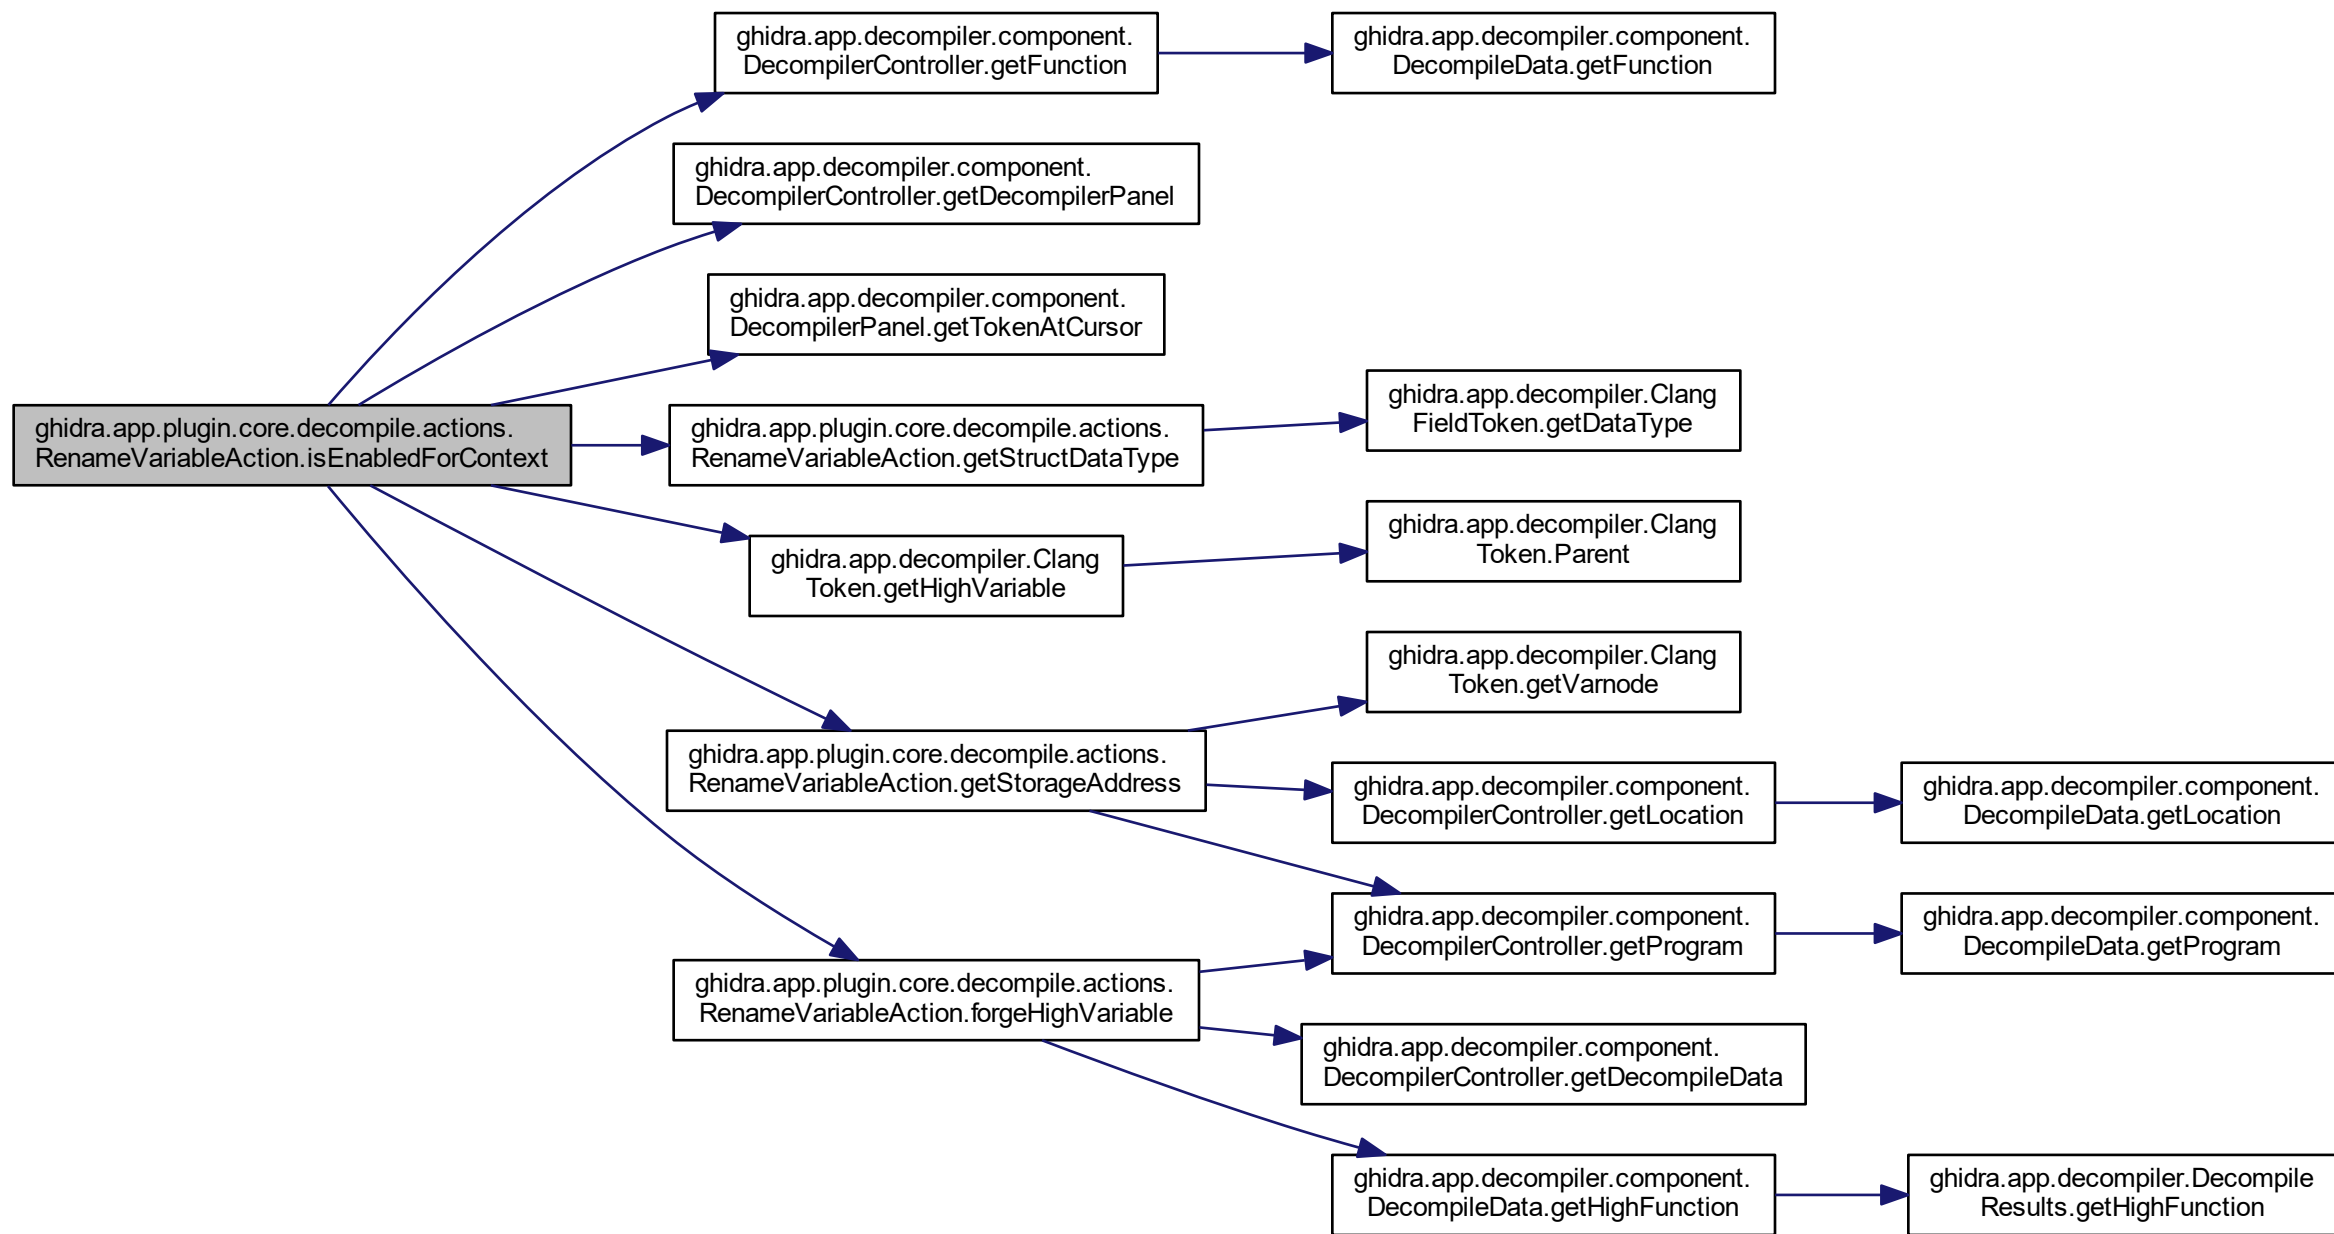 ghidra.app.decompiler.component.
DecompilerController.getFunction
ghidra.app.decompiler.component.
DecompileData.getFunction
ghidra.app.decompiler.component.
DecompilerController.getDecompilerPanel
ghidra.app.decompiler.component.
DecompilerPanel.getTokenAtCursor
ghidra.app.plugin.core.decompile.actions.
RenameVariableAction.isEnabledForContext
ghidra.app.plugin.core.decompile.actions.
RenameVariableAction.getStructDataType
ghidra.app.decompiler.Clang
FieldToken.getDataType
ghidra.app.decompiler.Clang
Token.getHighVariable
ghidra.app.decompiler.Clang
Token.Parent
ghidra.app.decompiler.Clang
Token.getVarnode
ghidra.app.plugin.core.decompile.actions.
RenameVariableAction.getStorageAddress
ghidra.app.decompiler.component.
DecompilerController.getLocation
ghidra.app.decompiler.component.
DecompileData.getLocation
ghidra.app.decompiler.component.
DecompilerController.getProgram
ghidra.app.decompiler.component.
DecompileData.getProgram
ghidra.app.plugin.core.decompile.actions.
RenameVariableAction.forgeHighVariable
ghidra.app.decompiler.component.
DecompilerController.getDecompileData
ghidra.app.decompiler.component.
DecompileData.getHighFunction
ghidra.app.decompiler.Decompile
Results.getHighFunction